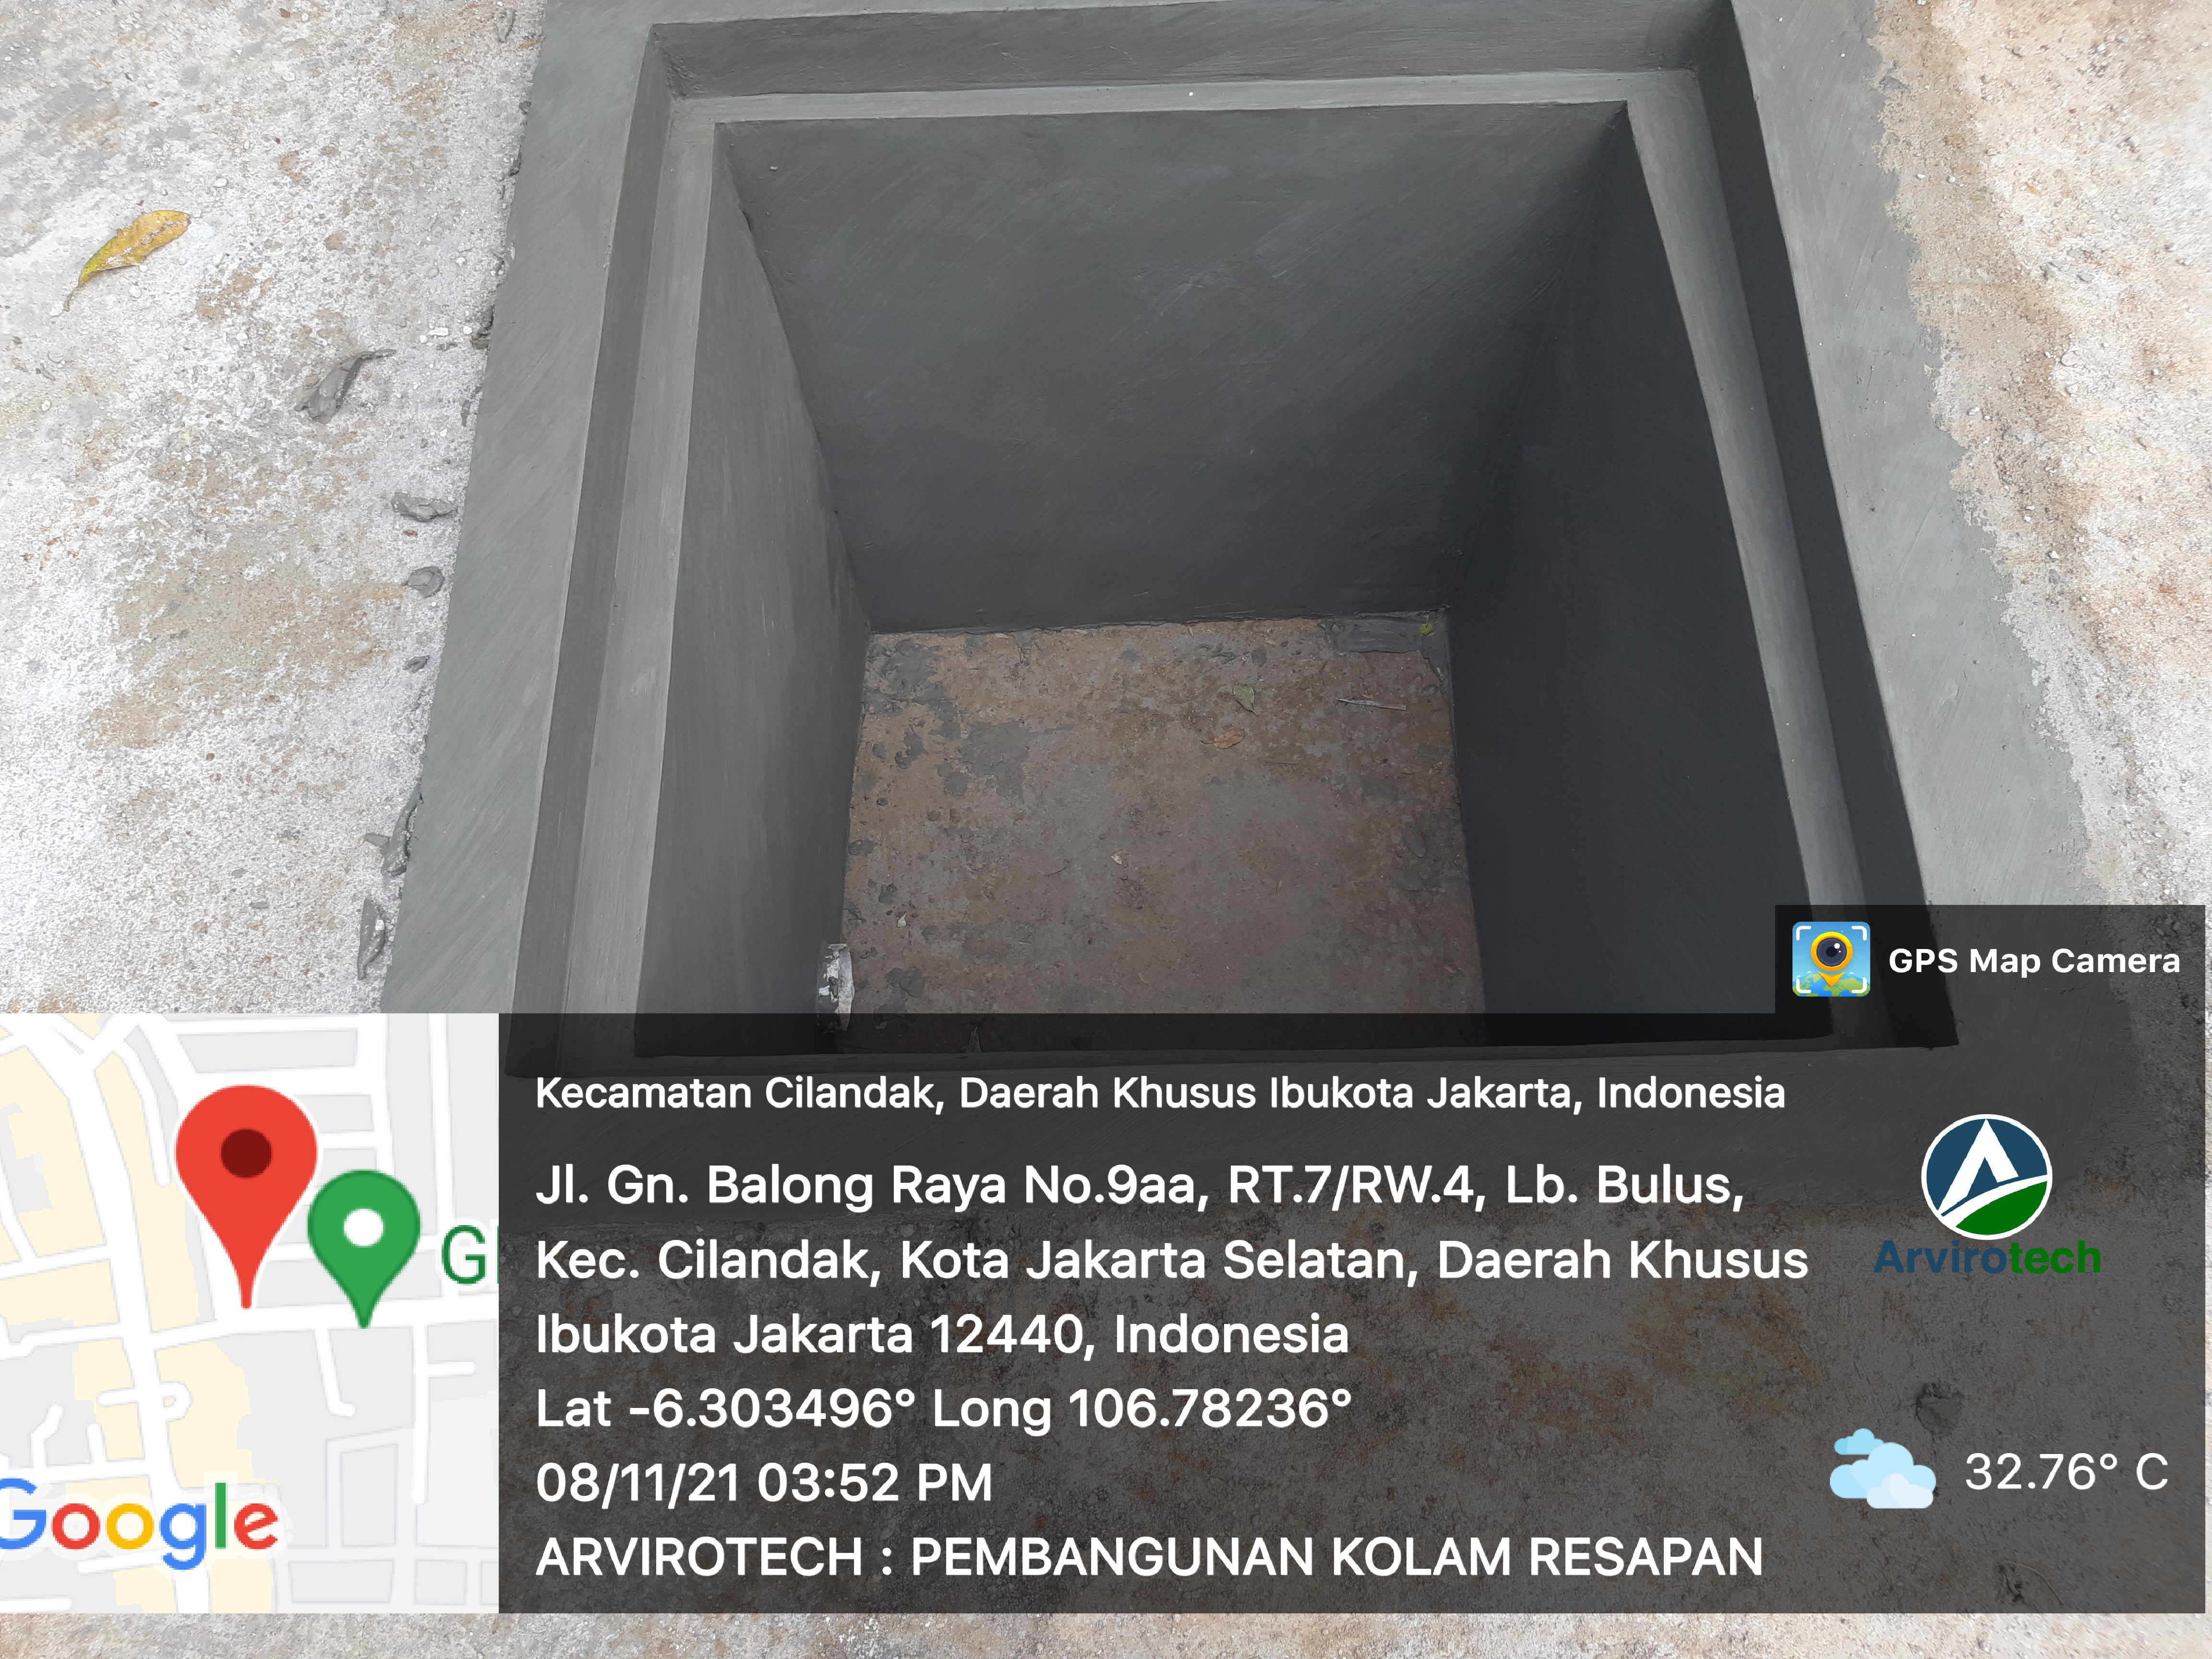 GPS Map Camera
Kecamatan Cilandak, Daerah Khusus Ibukota Jakarta, Indonesia
Jl. Gn. Balong Raya No.9aa, RT.7/RW.4, Lb. Bulus,
Kec. Cilandak, Kota Jakarta Selatan, Daerah Khusus
Ibukota Jakarta 12440, Indonesia
Lat -6.303496° Long 106.78236°
08/11/21 03:52 PM
ARVIROTECH : PEMBANGUNAN KOLAM RESAPAN
Arvirotech
32.76° C
Google